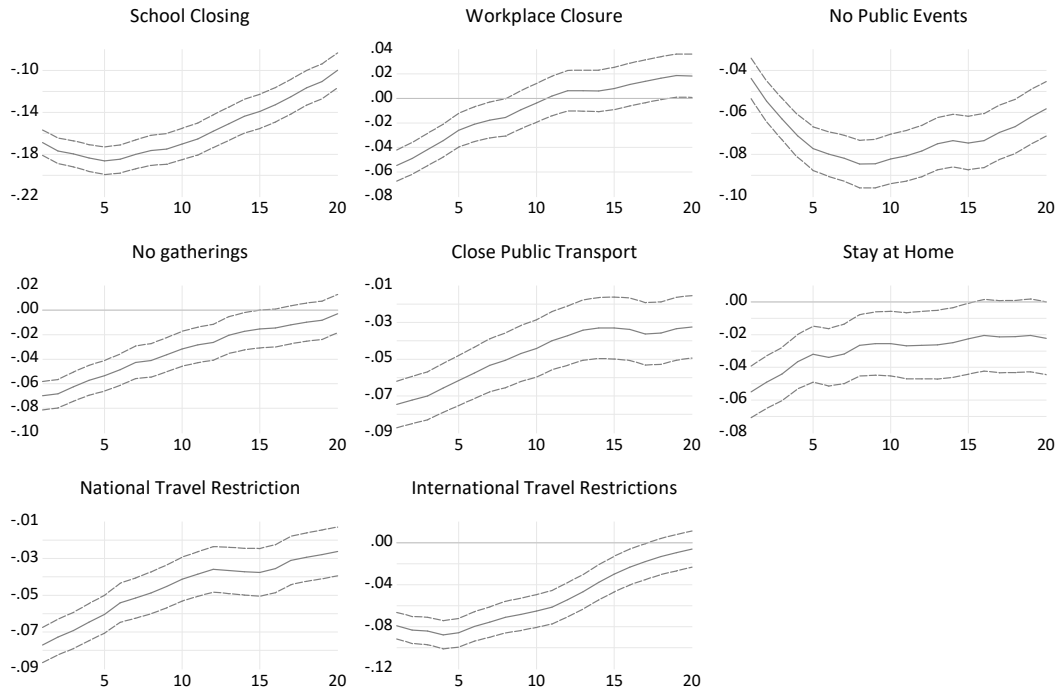 School Closing
-.10
-.14
-.18
-.22
5 10 15 20
Workplace Closure
.04
.02
.00
-.02
-.04
-.06
-.08
5 10 15 20
No Public Events
-.04
-.06
-.08
-.10
5 10 15 20
No gatherings
.02
.00
-.02
-.04
-.06
-.08
-.10
5 10 15 20
Close Public Transport
-.01
-.03
-.05
-.07
-.09
5 10 15 20
Stay at Home
.00
-.02
-.04
-.06
-.08
5 10 15 20
National Travel Restriction
-.01
-.03
-.05
-.07
-.09
5 10 15 20
International Travel Restrictions
.00
-.04
-.08
-.12
5 10 15 20